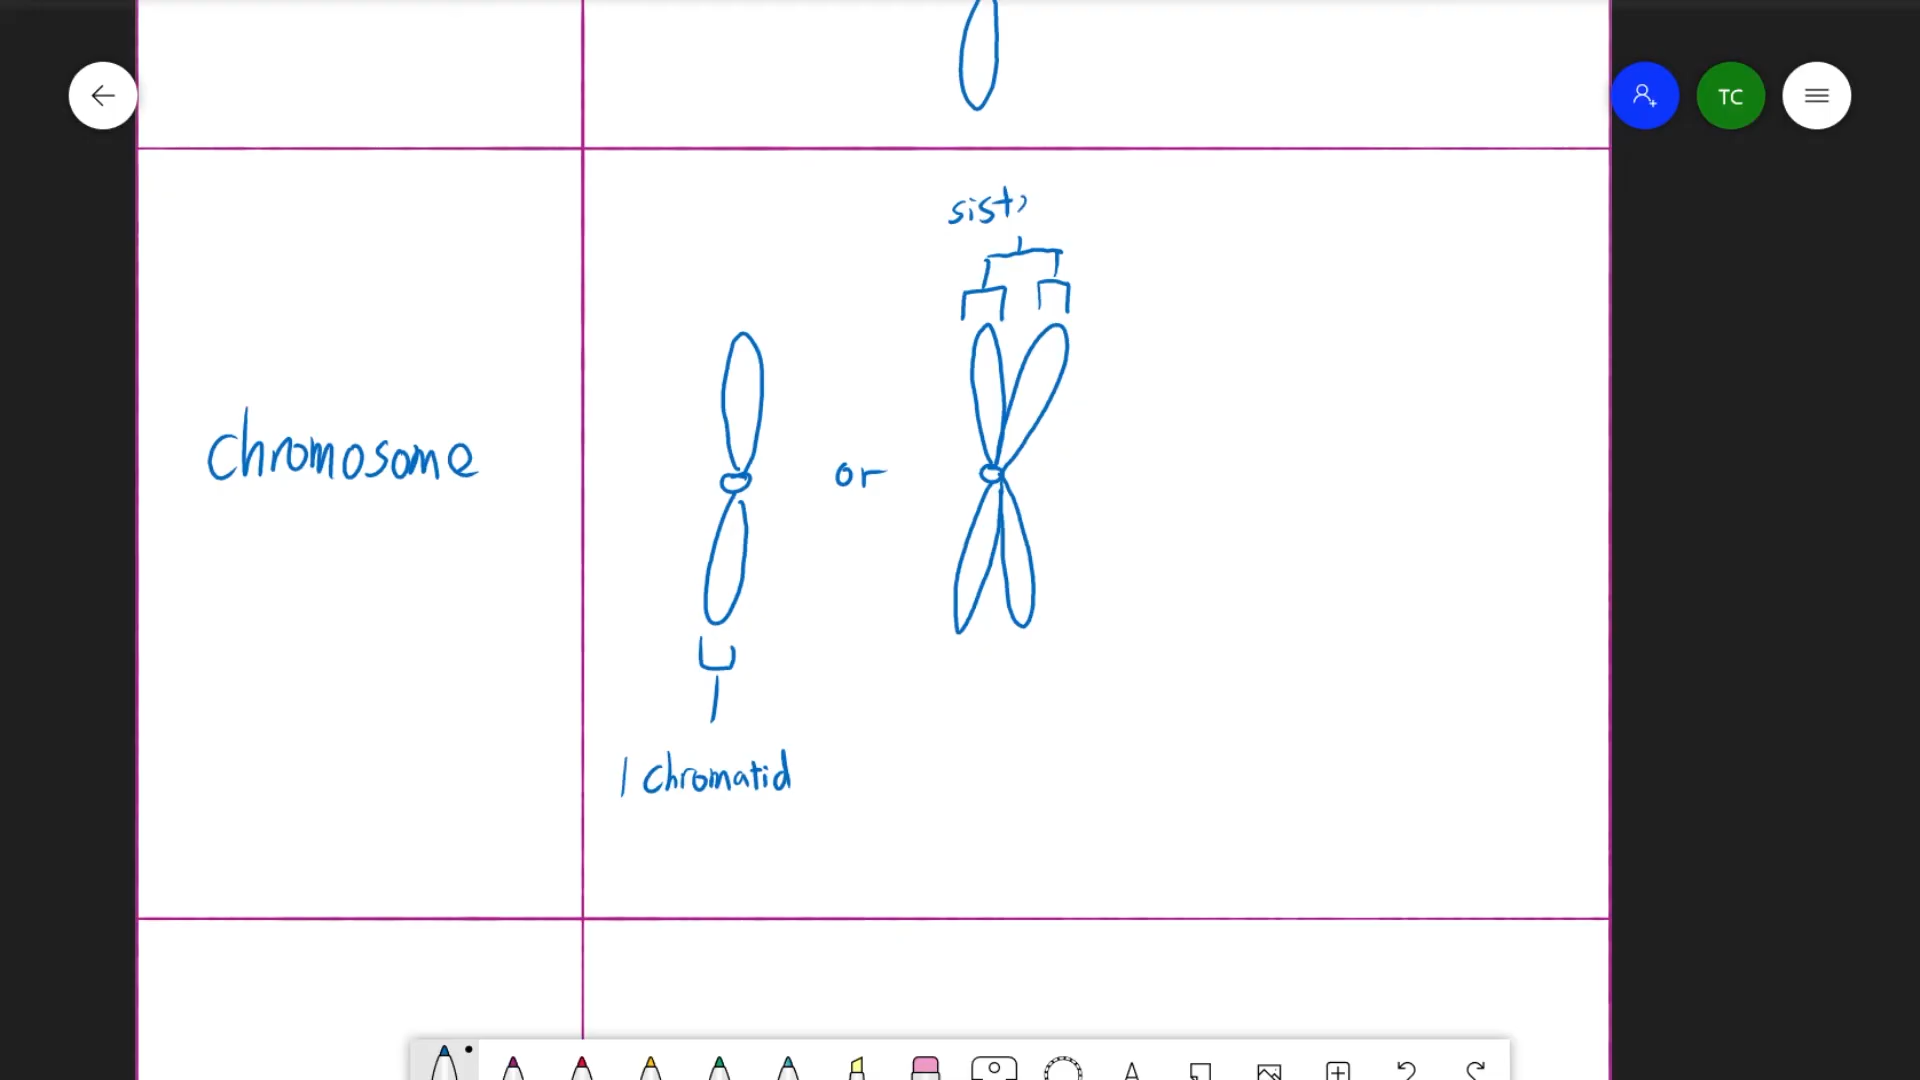 TC
sist
chromosome
or
1 chromatid